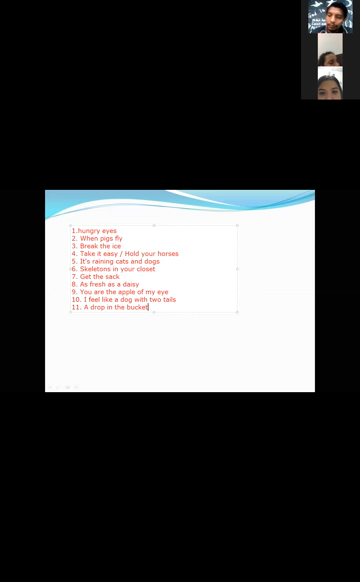 1.hungry eyes
2. When pigs fly
3. Break the ice
4. Take it easy / Hold your horses
5. It's raining cats and dogs
6. Skeletons in your closet
7. Get the sack
8. As fresh as a daisy
9. You are the apple of my eye
10. I feel like a dog with two tails
11. A drop in the bucket